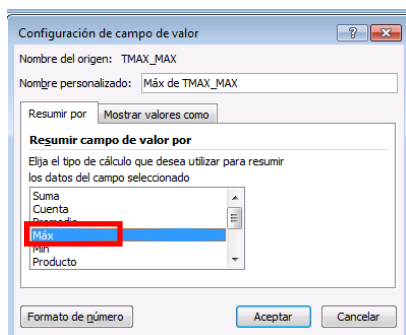 Configuración de campo de valor
Nombre del origen: TMAX_MAX
Nombre personalizado: Máx de TMAX_MAX
Resumir por Mostrar valores como
Resumir campo de valor por
Elija el tipo de cálculo que desea utilizar para resumir
los datos del campo seleccionado
Suma
Cuenta
Promedio
Máx
Mín
Producto
Formato de número Aceptar Cancelar